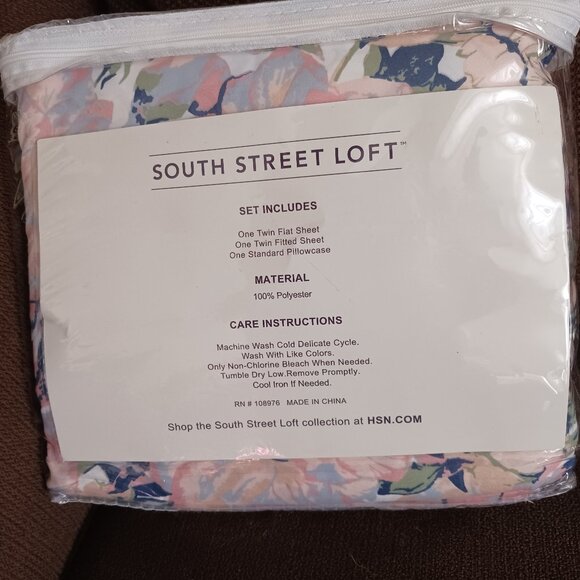 SOUTH STREET LOFT™
SET INCLUDES
One Twin Flat Sheet
One Twin Fitted Sheet
One Standard Pillowcase
MATERIAL
100% Polyester
CARE INSTRUCTIONS
Machine Wash Cold Delicate Cycle.
Wash With Like Colors.
Only Non-Chlorine Bleach When Needed.
Tumble Dry Low.Remove Promptly.
Cool Iron If Needed.
RN # 108976 MADE IN CHINA
Shop the South Street Loft collection at HSN.COM